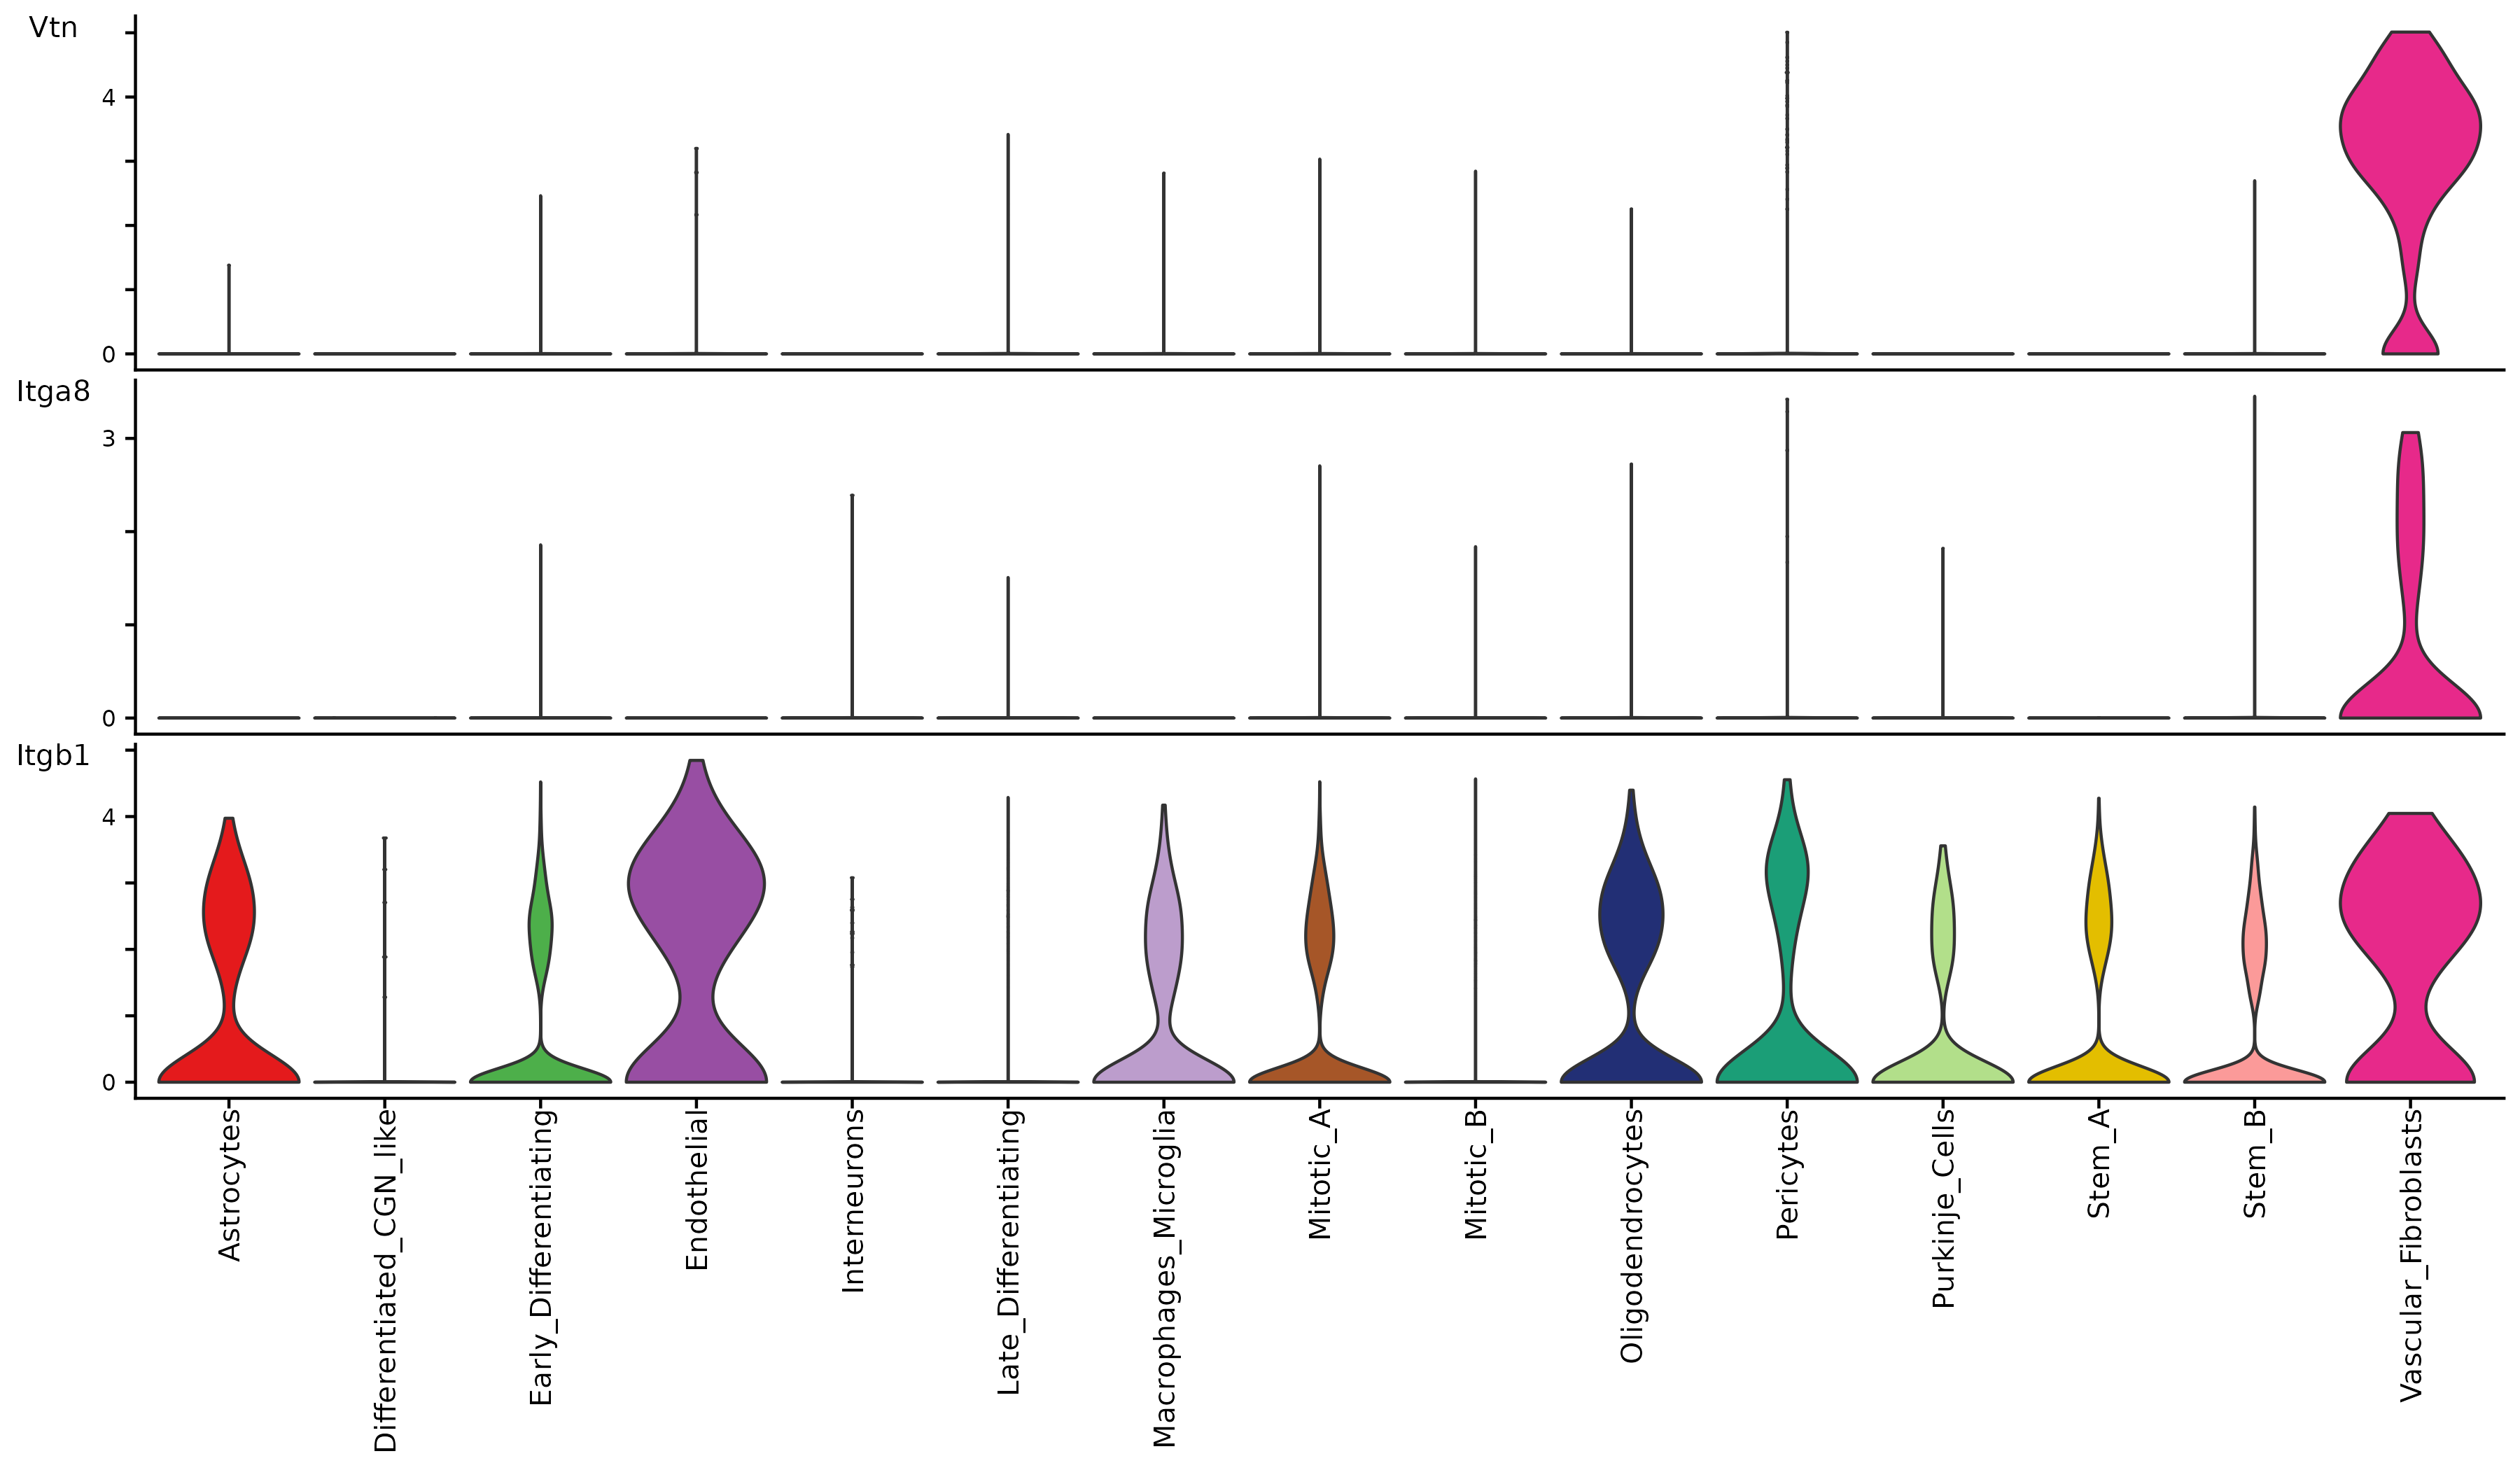 Vtn
4
0
Itga8
3
0
Itgb1
4
0
Astrocytes
Differentiated_CGN_like
Early_Differentiating
Endothelial
Interneurons
Late_Differentiating
Macrophages_Microglia
Mitotic_A
Mitotic_B
Oligodendrocytes
Pericytes
Purkinje_Cells
Stem_A
Stem_B
Vascular_Fibroblasts